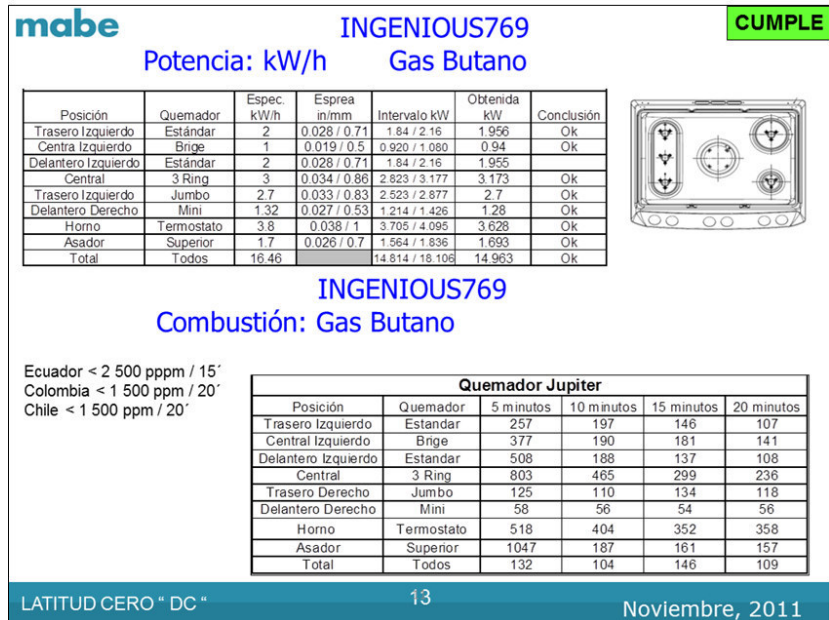 mabe
INGENIOUS769
CUMPLE
Potencia: kW/h Gas Butano
Posición Quemador Espec. kW/h Esprea in/mm Intervalo kW Obtenida kW Conclusión
Trasero Izquierdo Estándar 2 0.028 / 0.71 1.84 / 2.16 1.956 Ok
Centra Izquierdo Brige 1 0.019 / 0.5 0.920 / 1.080 0.94 Ok
Delantero Izquierdo Estándar 2 0.028 / 0.71 1.84 / 2.16 1.955
Central 3 Ring 3 0.034 / 0.86 2.823 / 3.177 3.173 Ok
Trasero Izquierdo Jumbo 2.7 0.033 / 0.83 2.523 / 2.877 2.7 Ok
Delantero Derecho Mini 1.32 0.027 / 0.53 1.214 / 1.426 1.28 Ok
Horno Termostato 3.8 0.038 / 1 3.705 / 4.095 3.628 Ok
Asador Superior 1.7 0.026 / 0.7 1.564 / 1.836 1.693 Ok
Total Todos 16.46 14.814 / 18.106 14.963 Ok
INGENIOUS769
Combustión: Gas Butano
Ecuador < 2 500 pppm / 15´
Colombia < 1 500 ppm / 20´
Chile < 1 500 ppm / 20´
Quemador Jupiter
Posición Quemador 5 minutos 10 minutos 15 minutos 20 minutos
Trasero Izquierdo Estandar 257 197 146 107
Central Izquierdo Brige 377 190 181 141
Delantero Izquierdo Estandar 508 188 137 108
Central 3 Ring 803 465 299 236
Trasero Derecho Jumbo 125 110 134 118
Delantero Derecho Mini 58 56 54 56
Horno Termostato 518 404 352 358
Asador Superior 1047 187 161 157
Total Todos 132 104 146 109
LATITUD CERO “ DC “
13
Noviembre, 2011